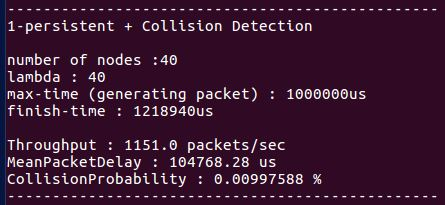 ------------------------------------------------
1-persistent + Collision Detection
number of nodes :40
lambda : 40
max-time (generating packet) : 1000000us
finish-time : 1218940us
Throughput : 1151.0 packets/sec
MeanPacketDelay : 104768.28 us
CollisionProbability : 0.00997588 %
------------------------------------------------